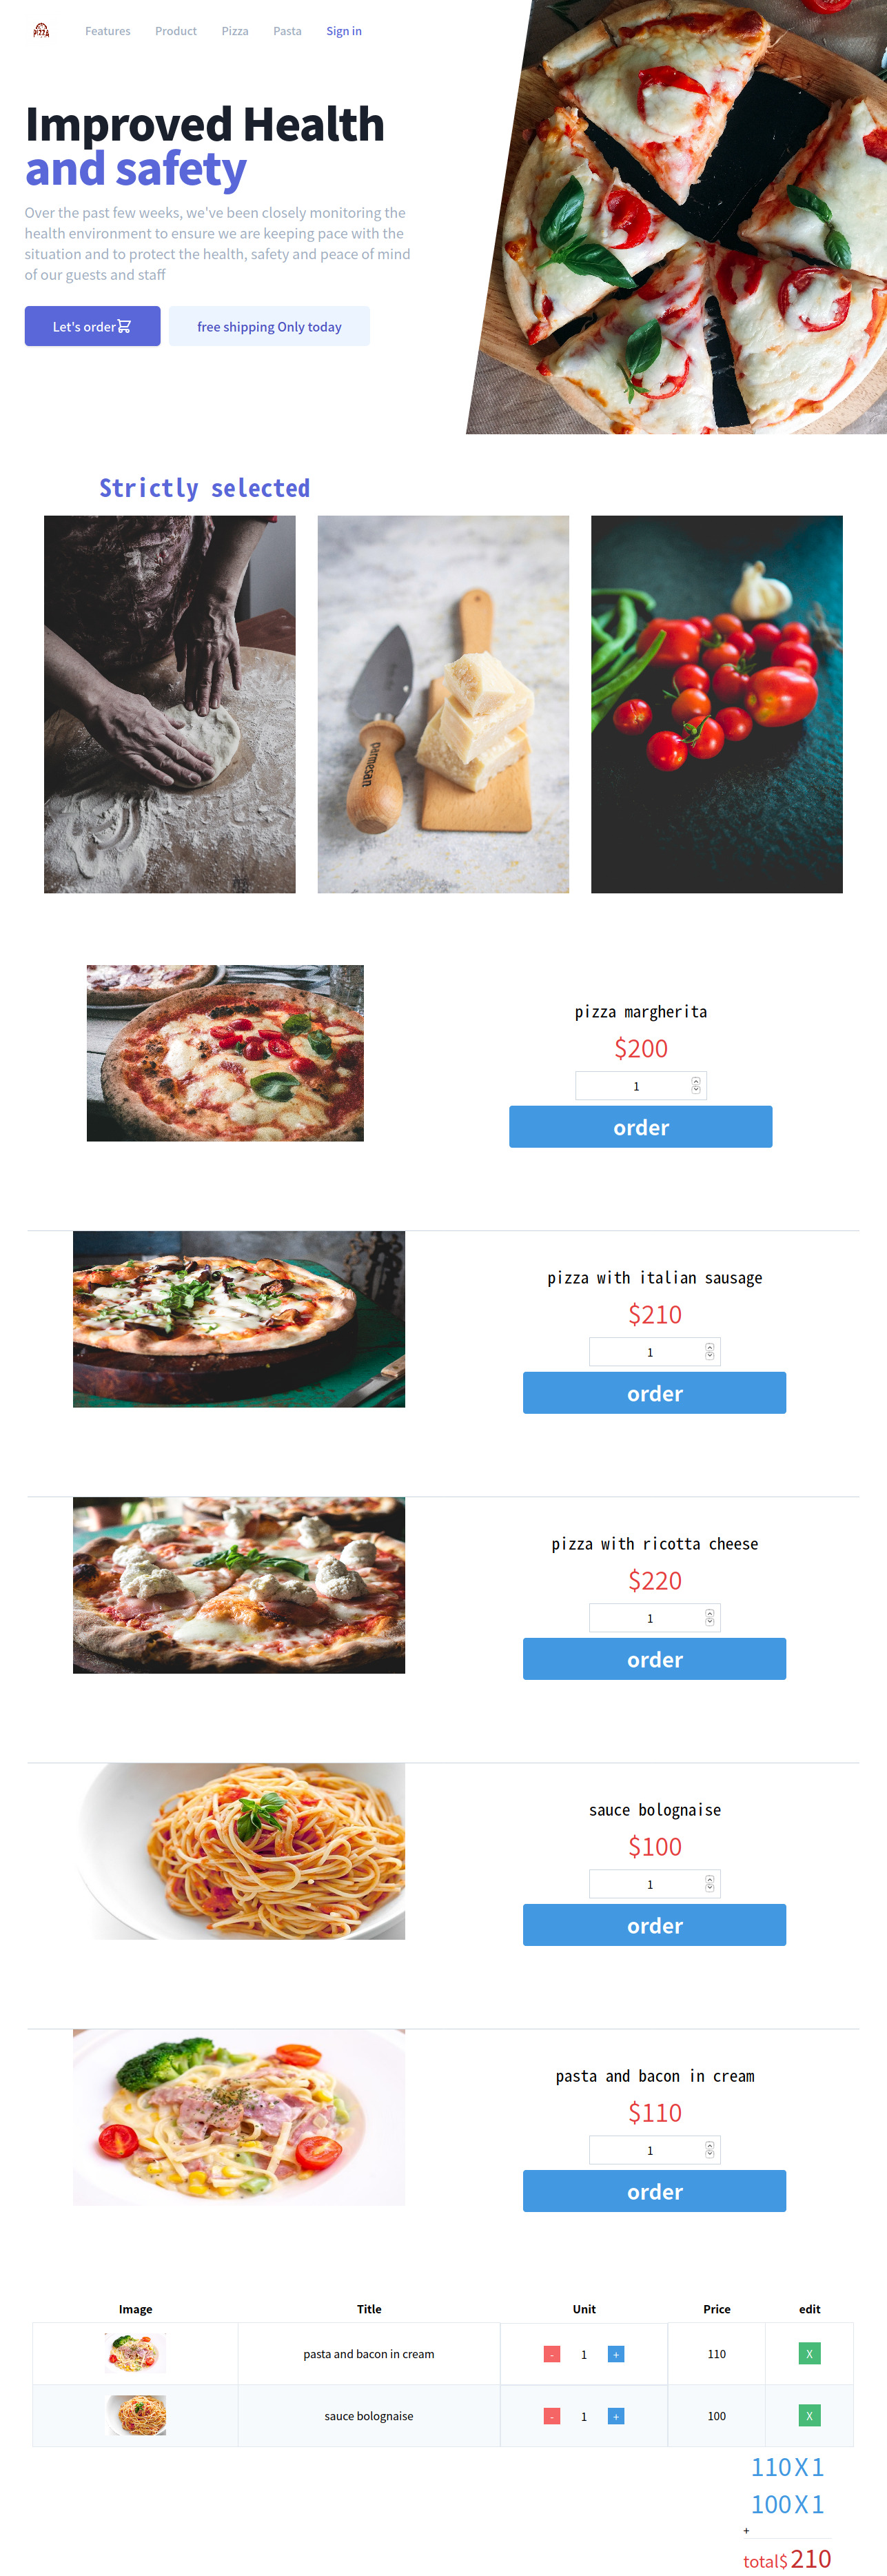 PIZZA
Features Product Pizza Pasta Sign in
Improved Health
and safety
Over the past few weeks, we've been closely monitoring the
health environment to ensure we are keeping pace with the
situation and to protect the health, safety and peace of mind
of our guests and staff
Let's order
free shipping Only today
Strictly selected
Parmesan
pizza margherita
$200
1
order
pizza with italian sausage
$210
1
order
pizza with ricotta cheese
$220
1
order
sauce bolognaise
$100
1
order
pasta and bacon in cream
$110
1
order
Image Title Unit Price edit
pasta and bacon in cream - 1 + 110 X
sauce bolognaise - 1 + 100 X
110 X 1
100 X 1
+
total$ 210